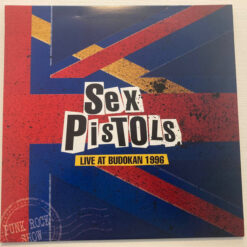 Sex
PiSTOLS
LIVE AT BUDOKAN 1996
PUNK ROCK
SHOW